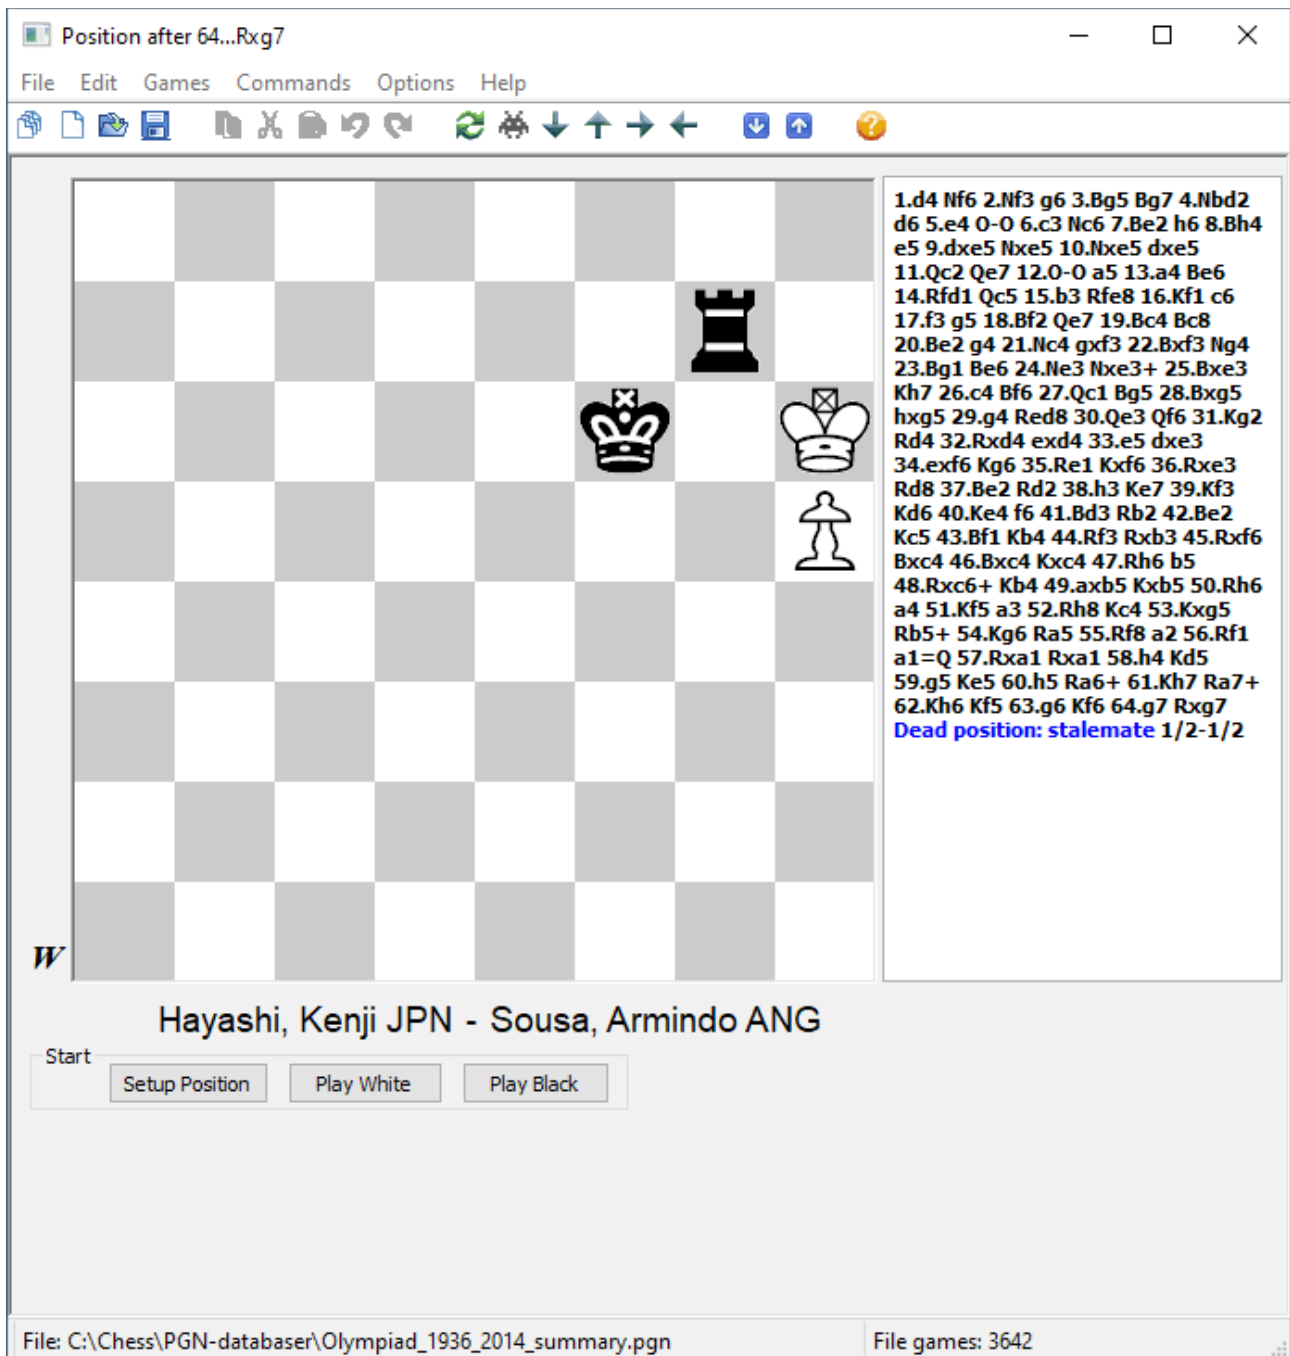 Position after 64...Rxg7
File Edit Games Commands Options Help
1.d4 Nf6 2.Nf3 g6 3.Bg5 Bg7 4.Nbd2
d6 5.e4 O-O 6.c3 Nc6 7.Be2 h6 8.Bh4
e5 9.dxe5 Nxe5 10.Nxe5 dxe5
11.Qc2 Qe7 12.O-O a5 13.a4 Be6
14.Rfd1 Qc5 15.b3 Rfe8 16.Kf1 c6
17.f3 g5 18.Bf2 Qe7 19.Bc4 Bc8
20.Be2 g4 21.Nc4 gxf3 22.Bxf3 Ng4
23.Bg1 Be6 24.Ne3 Nxe3+ 25.Bxe3
Kh7 26.c4 Bf6 27.Qc1 Bg5 28.Bxg5
hxg5 29.g4 Red8 30.Qe3 Qf6 31.Kg2
Rd4 32.Rxd4 exd4 33.e5 dxe3
34.exf6 Kg6 35.Re1 Kxf6 36.Rxe3
Rd8 37.Be2 Rd2 38.h3 Ke7 39.Kf3
Kd6 40.Ke4 f6 41.Bd3 Rb2 42.Be2
Kc5 43.Bf1 Kb4 44.Rf3 Rxb3 45.Rxf6
Bxc4 46.Bxc4 Kxc4 47.Rh6 b5
48.Rxc6+ Kb4 49.axb5 Kxb5 50.Rh6
a4 51.Kf5 a3 52.Rh8 Kc4 53.Kxg5
Rb5+ 54.Kg6 Ra5 55.Rf8 a2 56.Rf1
a1=Q 57.Rxa1 Rxa1 58.h4 Kd5
59.g5 Ke5 60.h5 Ra6+ 61.Kh7 Ra7+
62.Kh6 Kf5 63.g6 Kf6 64.g7 Rxg7
Dead position: stalemate 1/2-1/2
W
Hayashi, Kenji JPN - Sousa, Armindo ANG
Start
Setup Position Play White Play Black
File: C:\Chess\PGN-databaser\Olympiad_1936_2014_summary.pgn File games: 3642